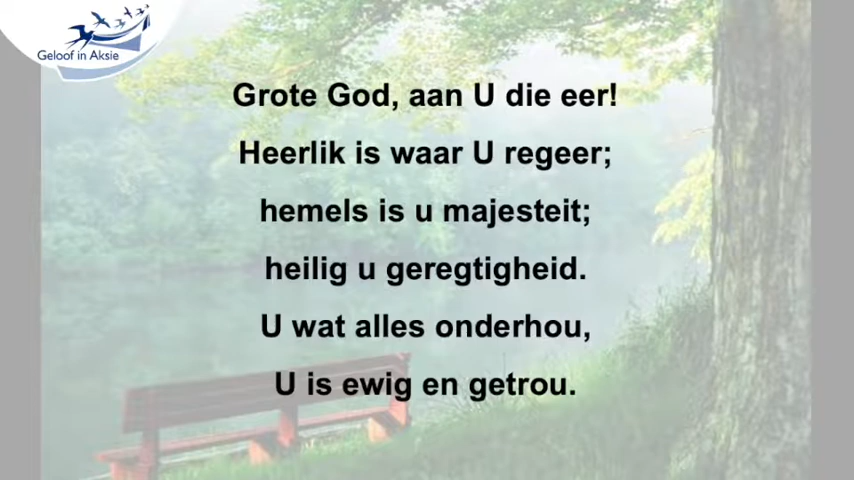 Geloof in Aksie
Grote God, aan U die eer!
Heerlik is waar U regeer;
hemels is u majesteit;
heilig u geregtigheid.
U wat alles onderhou,
U is ewig en getrou.